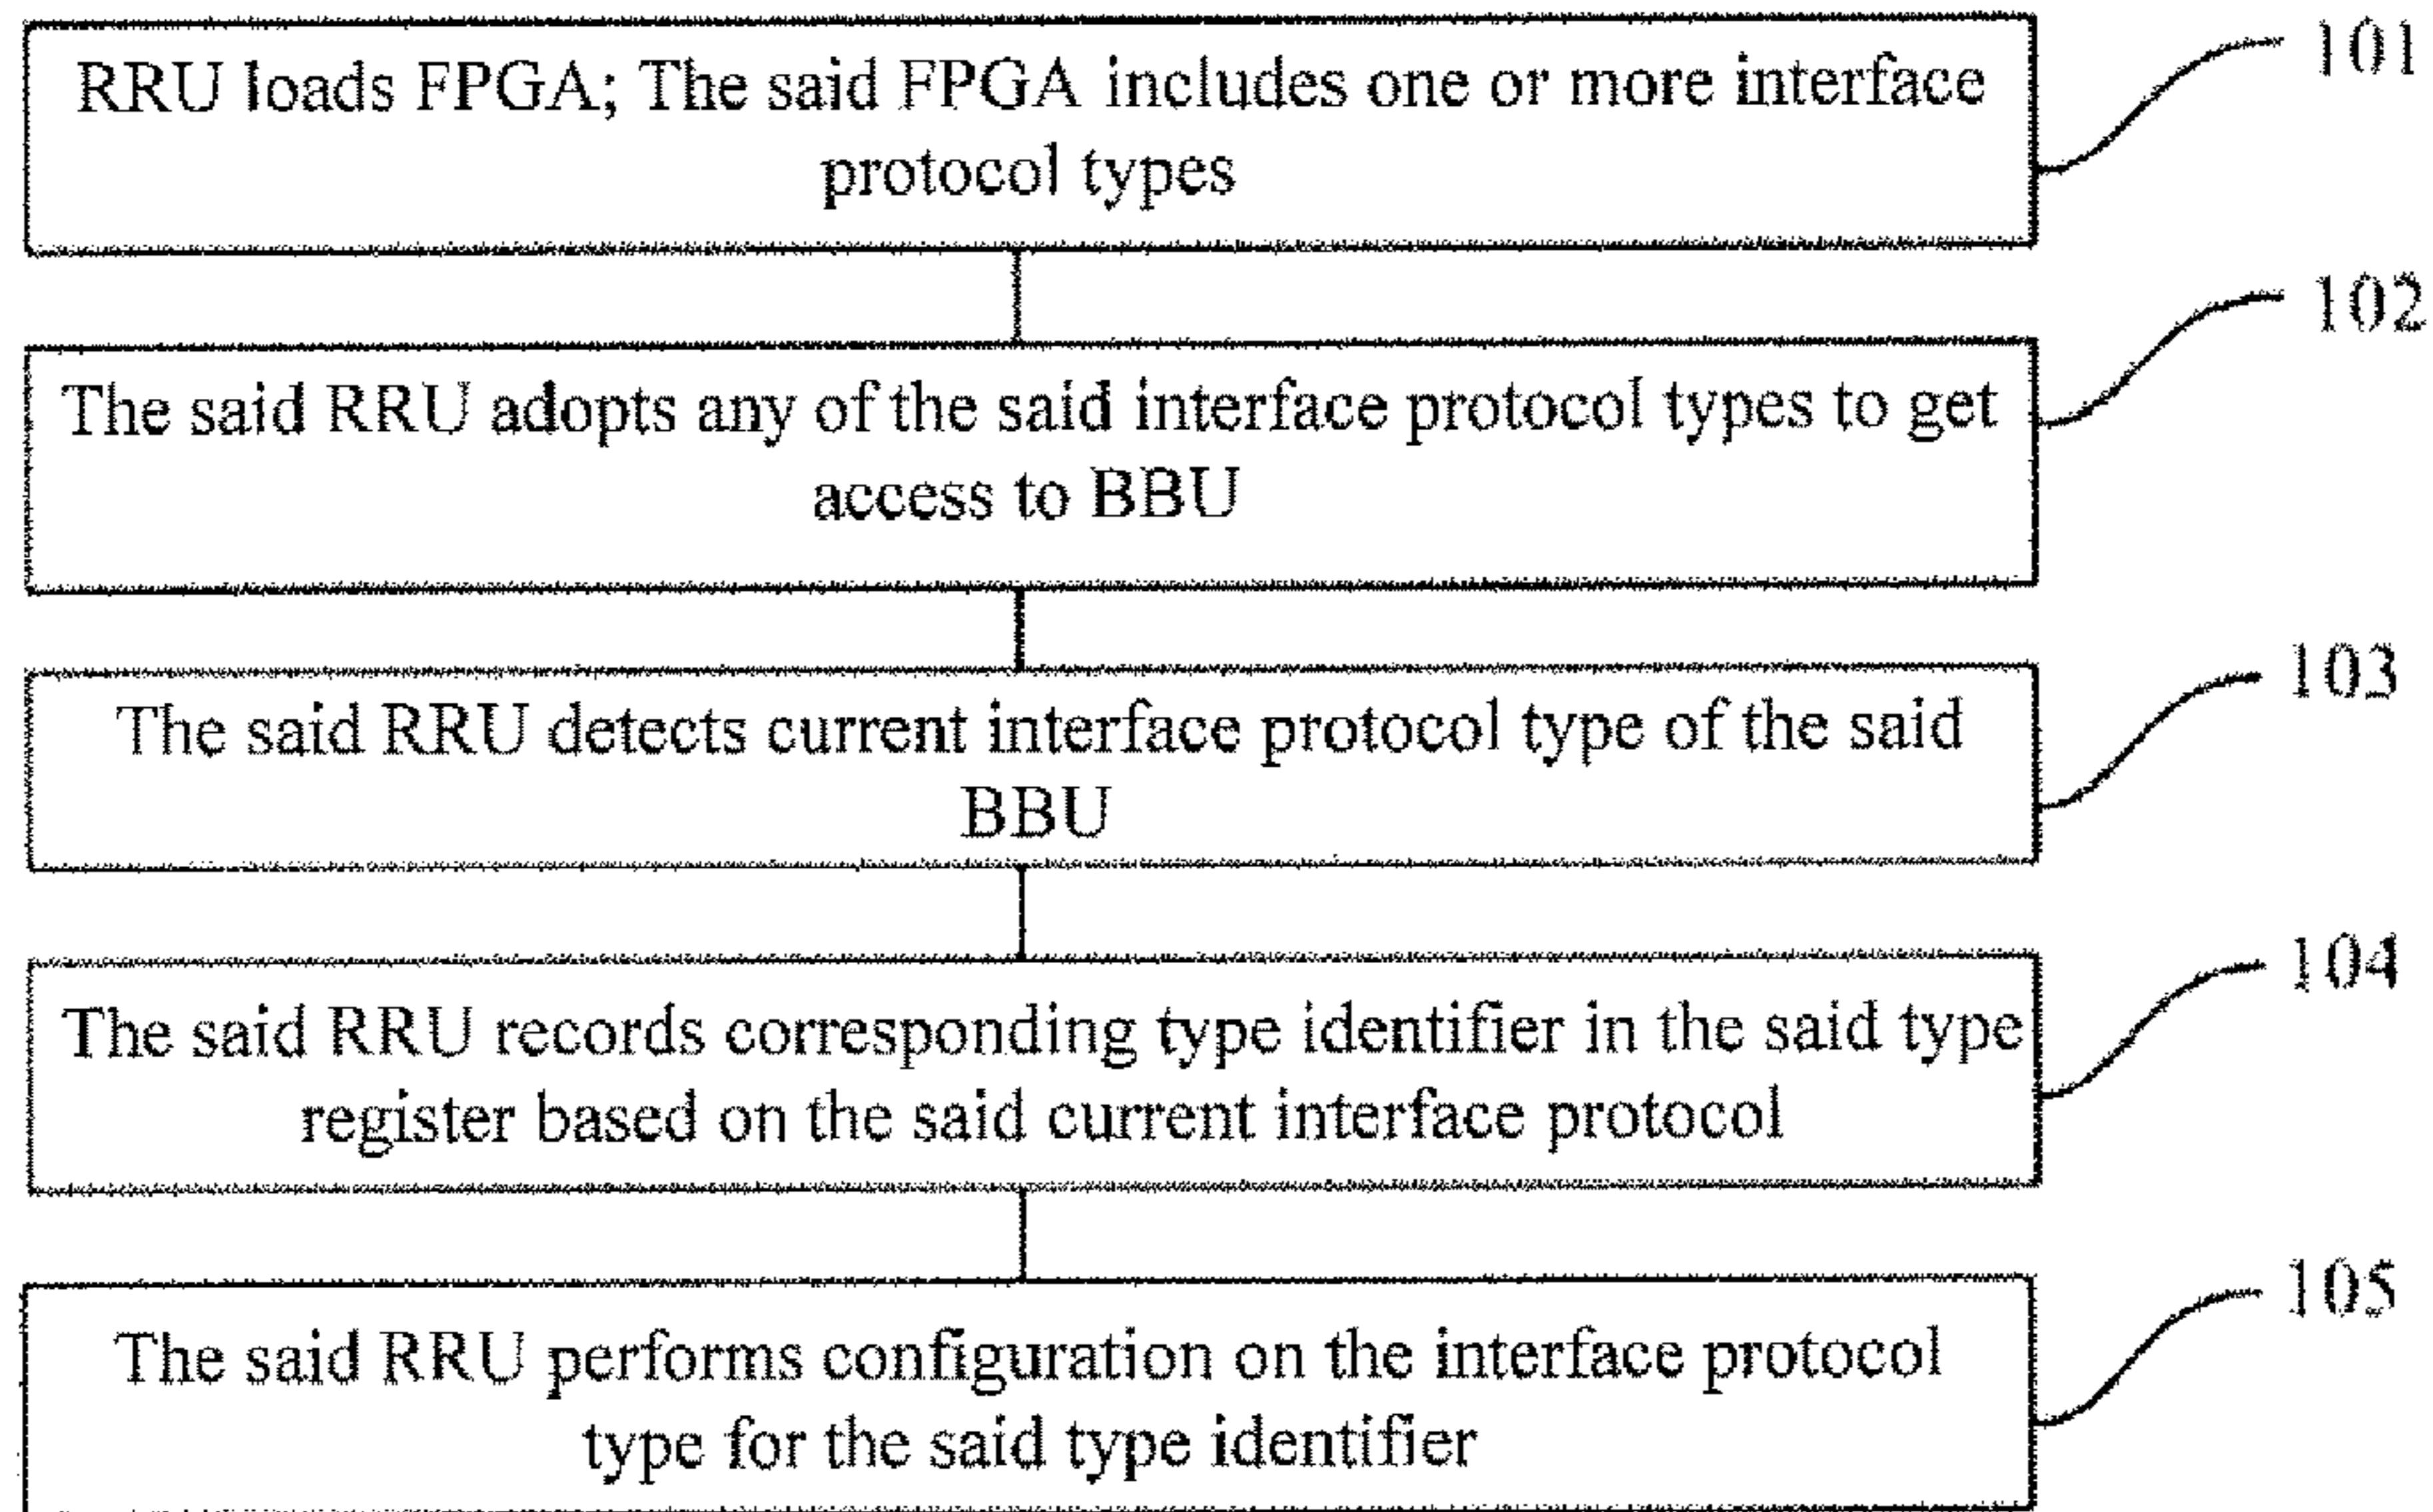 RRU loads FPGA; The said FPGA includes one or more interface
protocol types
101
The said RRU adopts any of the said interface protocol types to get
access to BBU
102
The said RRU detects current interface protocol type of the said
BBU
103
The said RRU records corresponding type identifier in the said type
register based on the said current interface protocol
104
The said RRU performs configuration on the interface protocol
type for the said type identifier
105